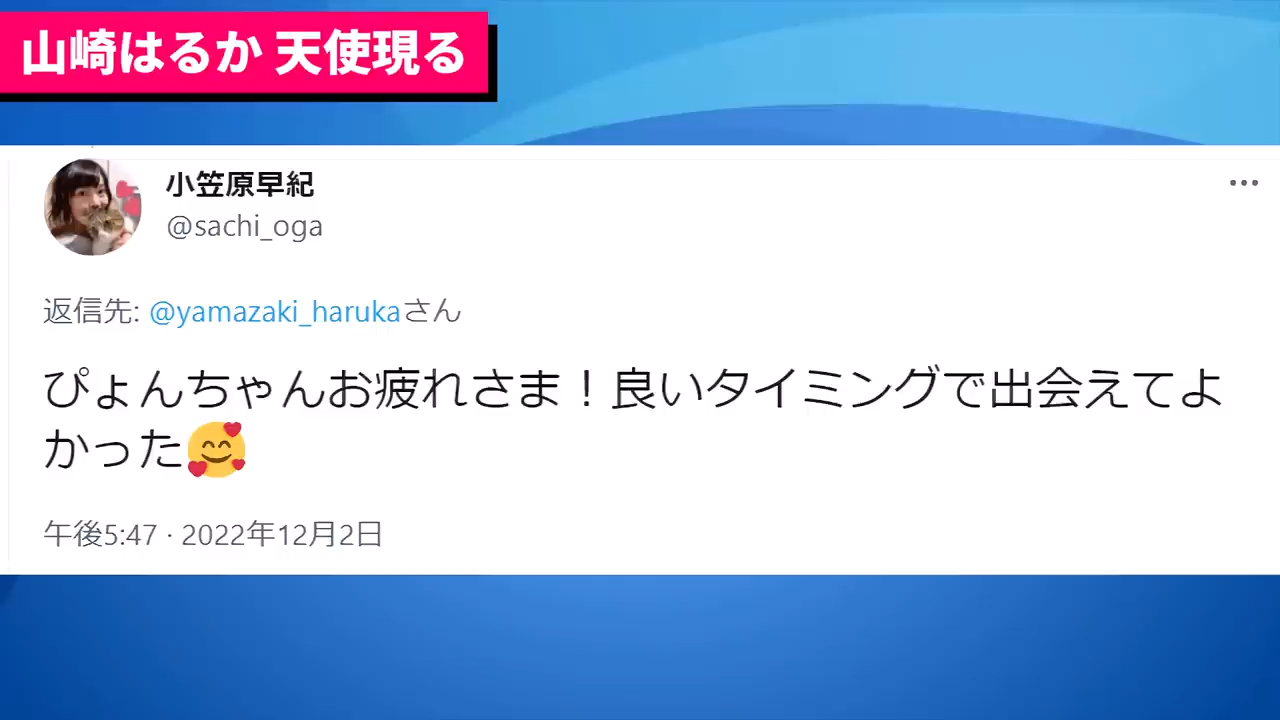 山崎はるか 天使現る
小笠原早紀
@sachi_oga
返信先: @yamazaki_harukaさん
ぴょんちゃんお疲れさま！良いタイミングで出会えてよ
かった🥰
午後5:47 · 2022年12月2日